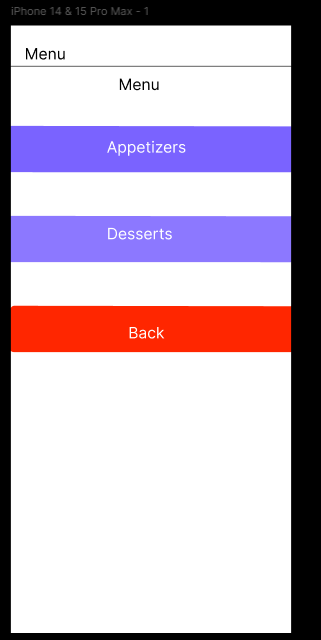 iPhone 14 & 15 Pro Max - 1
Menu
Menu
Appetizers
Desserts
Back